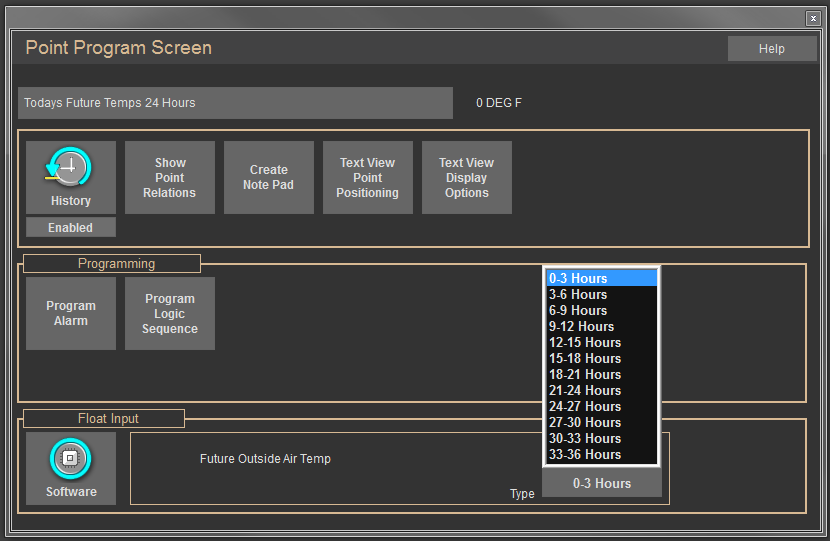 x
Point Program Screen
Help
Todays Future Temps 24 Hours
0 DEG F
History
Enabled
Show
Point
Relations
Create
Note Pad
Text View
Point
Positioning
Text View
Display
Options
Programming
Program
Alarm
Program
Logic
Sequence
0-3 Hours
3-6 Hours
6-9 Hours
9-12 Hours
12-15 Hours
15-18 Hours
18-21 Hours
21-24 Hours
24-27 Hours
27-30 Hours
30-33 Hours
33-36 Hours
Float Input
Software
Future Outside Air Temp
Type
0-3 Hours